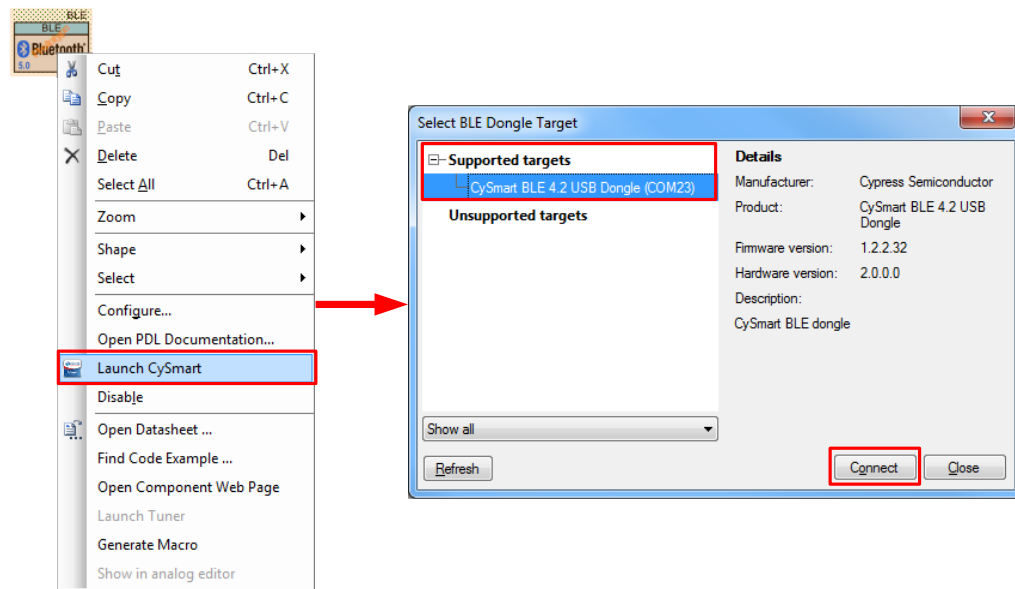 BLE
BLE
Bluetooth
5.0
Cut Ctrl+X
Copy Ctrl+C
Paste Ctrl+V
Delete Del
Select All Ctrl+A
Zoom
Shape
Select
Configure...
Open PDL Documentation...
Launch CySmart
Disable
Open Datasheet ...
Find Code Example ...
Open Component Web Page
Launch Tuner
Generate Macro
Show in analog editor
Select BLE Dongle Target
Supported targets
CySmart BLE 4.2 USB Dongle (COM23)
Unsupported targets
Show all
Refresh
Details
Manufacturer: Cypress Semiconductor
Product: CySmart BLE 4.2 USB
Dongle
Firmware version: 1.2.2.32
Hardware version: 2.0.0.0
Description:
CySmart BLE dongle
Connect Close